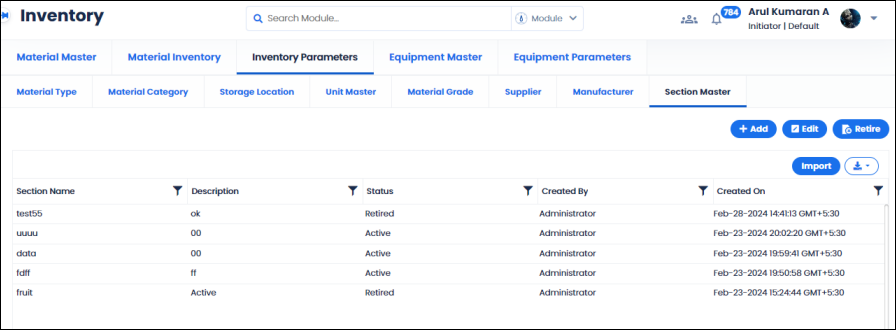 Inventory
Search Module..
Module
784
Arul Kumaran A
Initiator | Default
Material Master Material Inventory Inventory Parameters Equipment Master Equipment Parameters
Material Type Material Category Storage Location Unit Master Material Grade Supplier Manufacturer Section Master
+ Add Edit Retire
Import
Section Name Description Status Created By Created On
test55 ok Retired Administrator Feb-28-2024 14:41:13 GMT+5:30
uuuu 00 Active Administrator Feb-23-2024 20:02:20 GMT+5:30
data 00 Active Administrator Feb-23-2024 19:59:41 GMT+5:30
fdff ff Active Administrator Feb-23-2024 19:50:58 GMT+5:30
fruit Active Retired Administrator Feb-23-2024 15:24:44 GMT+5:30